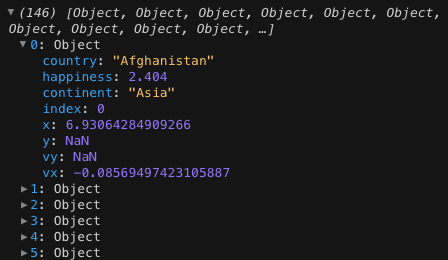 ▼(146) [Object, Object, Object, Object, Object, Object,
Object, Object, Object, Object, …]
▼0: Object
country: "Afghanistan"
happiness: 2.404
continent: "Asia"
index: 0
x: 6.93064284909266
y: NaN
vy: NaN
vx: −0.08569497423105887
▶1: Object
▶2: Object
▶3: Object
▶4: Object
▶5: Object